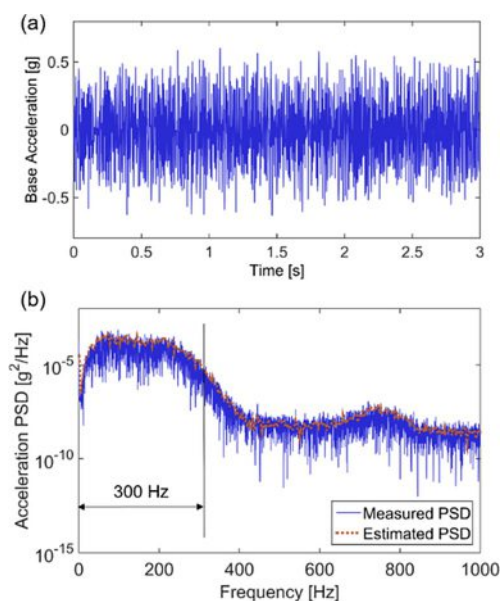 (a)
Base Acceleration [g]
0.5
0
-0.5
0 0.5 1 1.5 2 2.5 3
Time [s]
(b)
Acceleration PSD [g²/Hz]
10⁻⁵
10⁻¹⁰
10⁻¹⁵
300 Hz
Measured PSD
Estimated PSD
0 200 400 600 800 1000
Frequency [Hz]